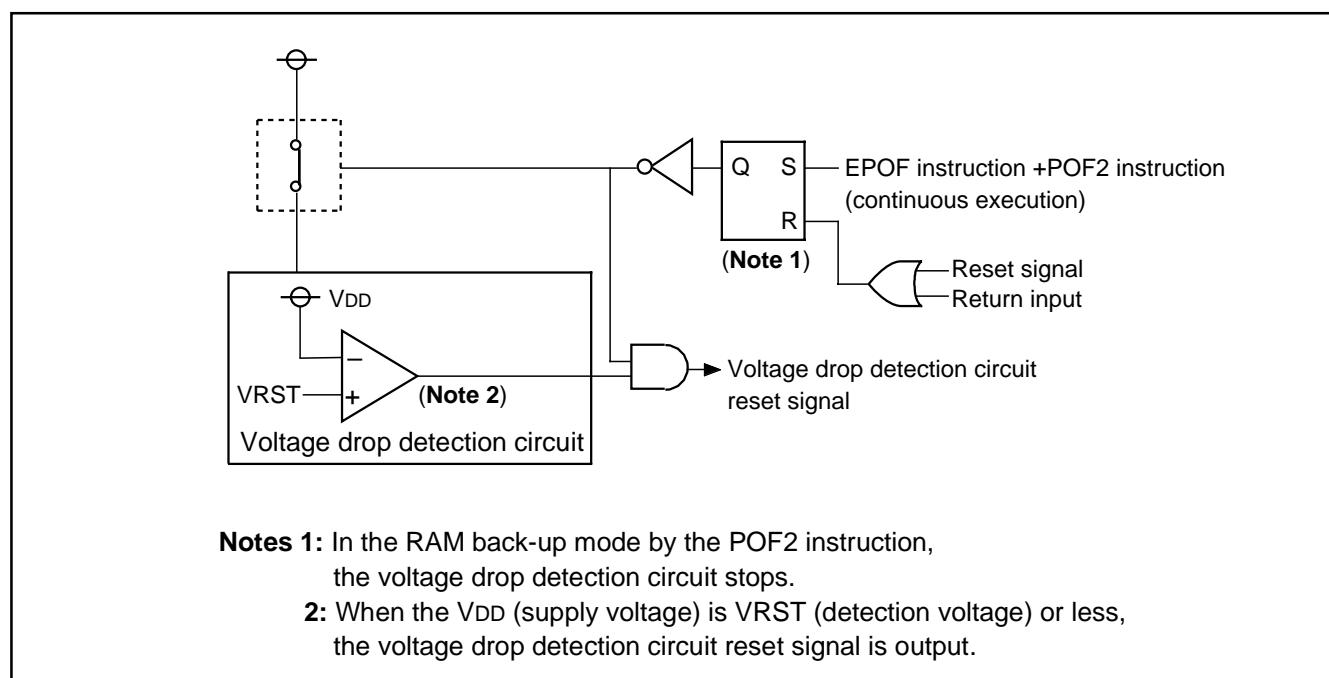 Q S
EPOF instruction +POF2 instruction
(continuous execution)
R
(Note 1)
Reset signal
Return input
VDD
−
VRST
+
(Note 2)
Voltage drop detection circuit
Voltage drop detection circuit
reset signal
Notes 1: In the RAM back-up mode by the POF2 instruction,
the voltage drop detection circuit stops.
2: When the VDD (supply voltage) is VRST (detection voltage) or less,
the voltage drop detection circuit reset signal is output.